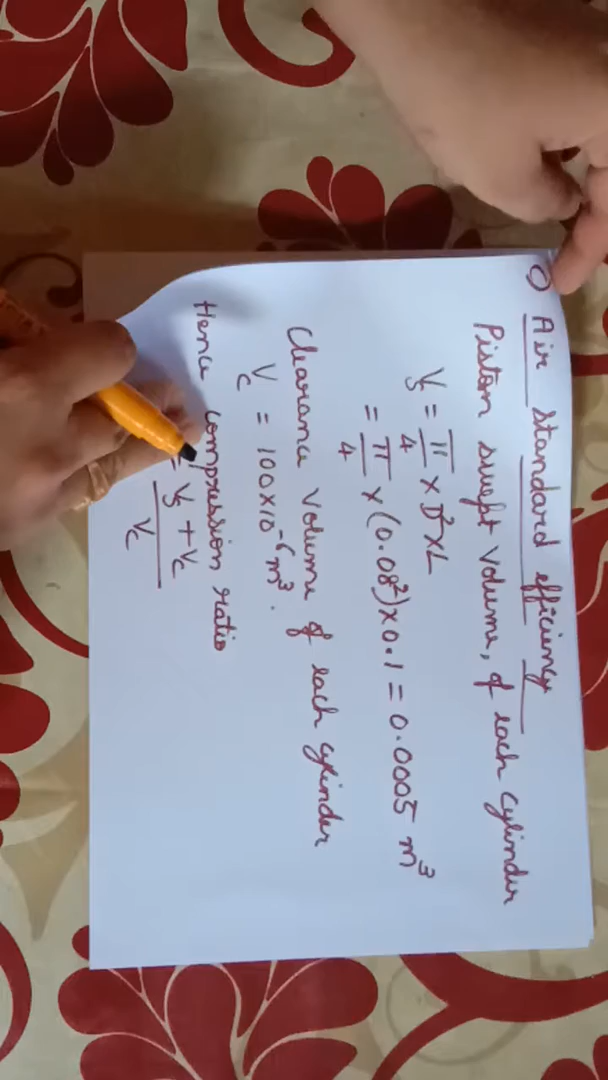 Air standard efficiency
Piston swept volume, of each cylinder
Vs = π/4 × D² × L
= π/4 × (0.08²) × 0.1 = 0.0005 m³
Clearance volume of each cylinder
Vc = 100 × 10⁻⁶ m³.
Hence compression ratio
= Vs + Vc / Vc